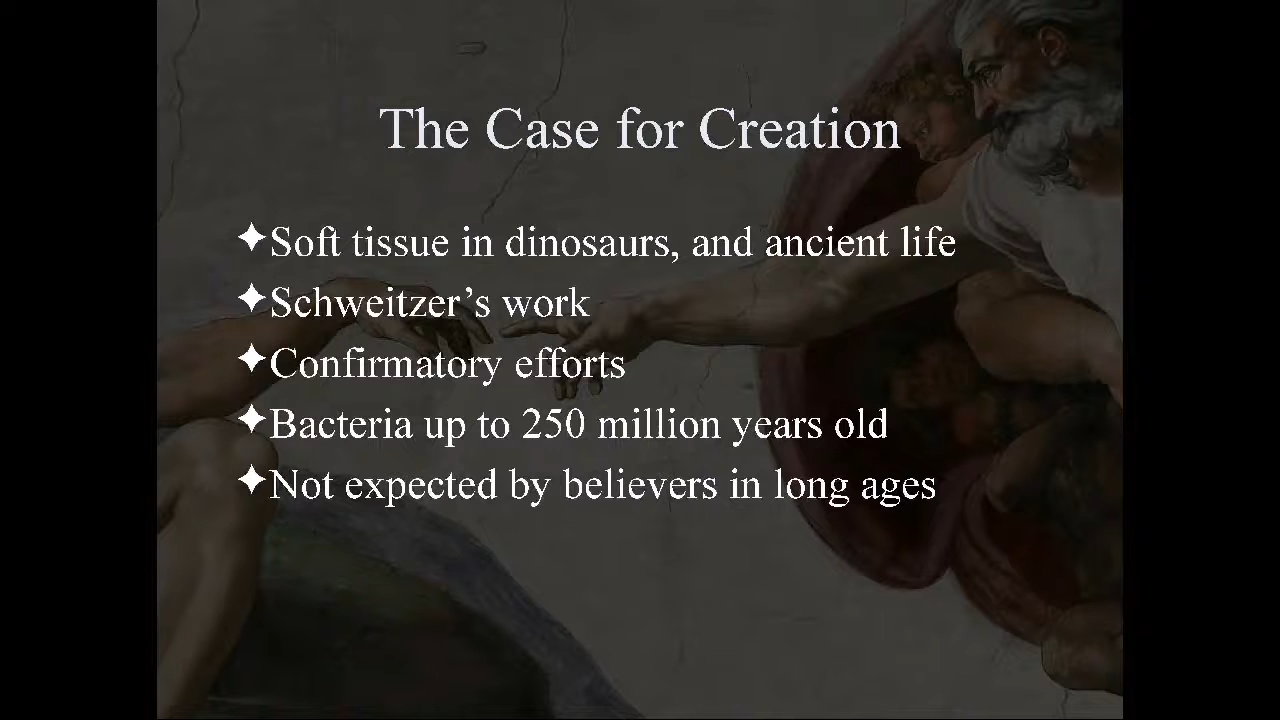 The Case for Creation
✦Soft tissue in dinosaurs, and ancient life
✦Schweitzer's work
✦Confirmatory efforts
✦Bacteria up to 250 million years old
✦Not expected by believers in long ages